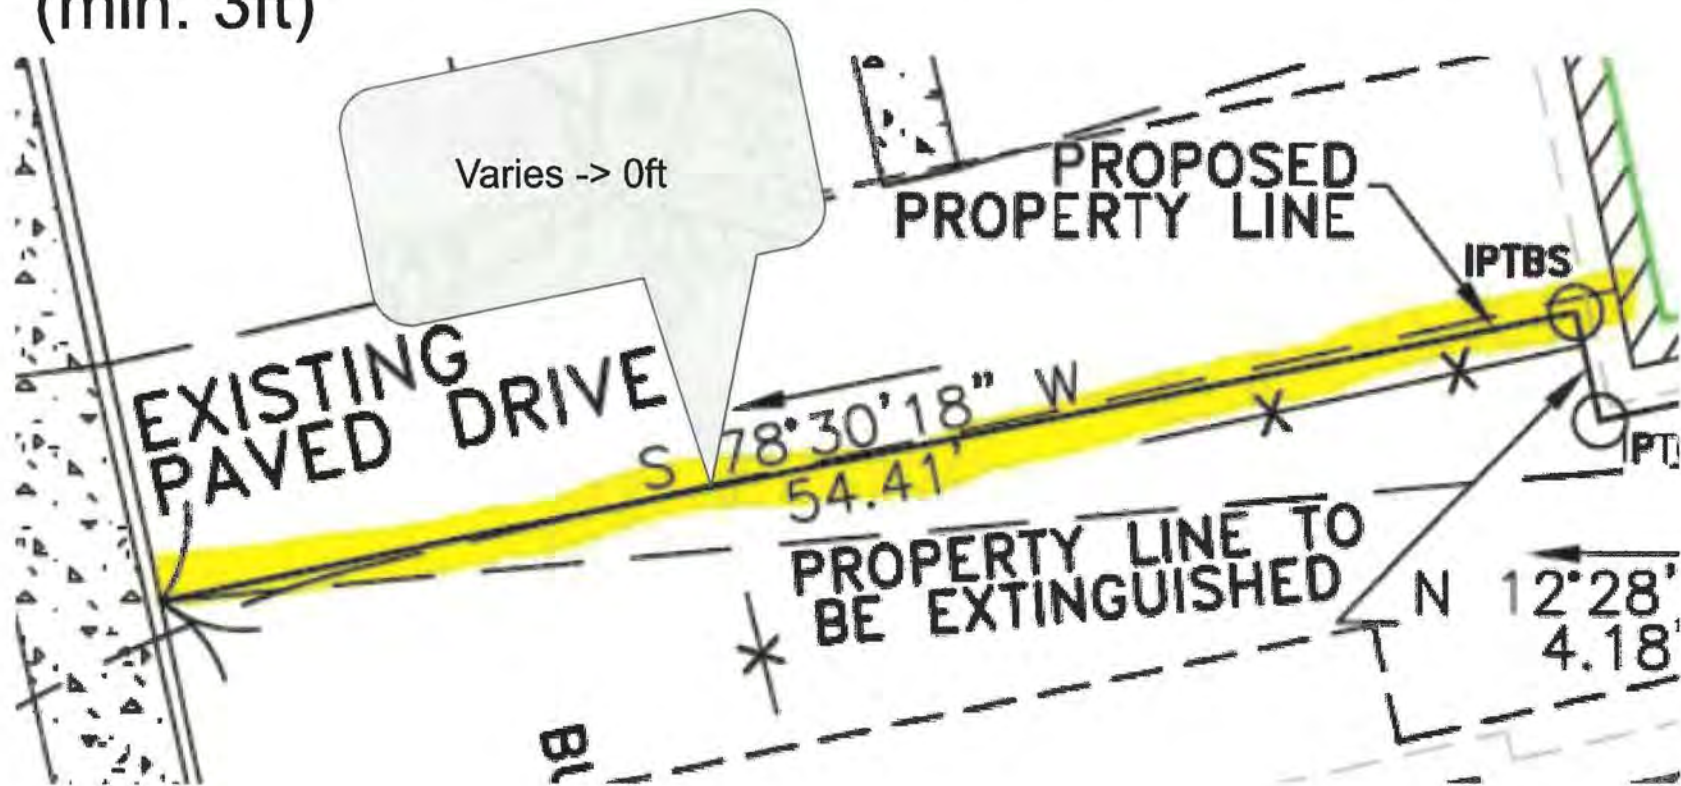 (min. 3ft)
Varies -> 0ft
PROPOSED
PROPERTY LINE
IPTBS
EXISTING
PAVED DRIVE
S 78°30'18" W
54.41'
PROPERTY LINE TO
BE EXTINGUISHED
N 12°28'
4.18'